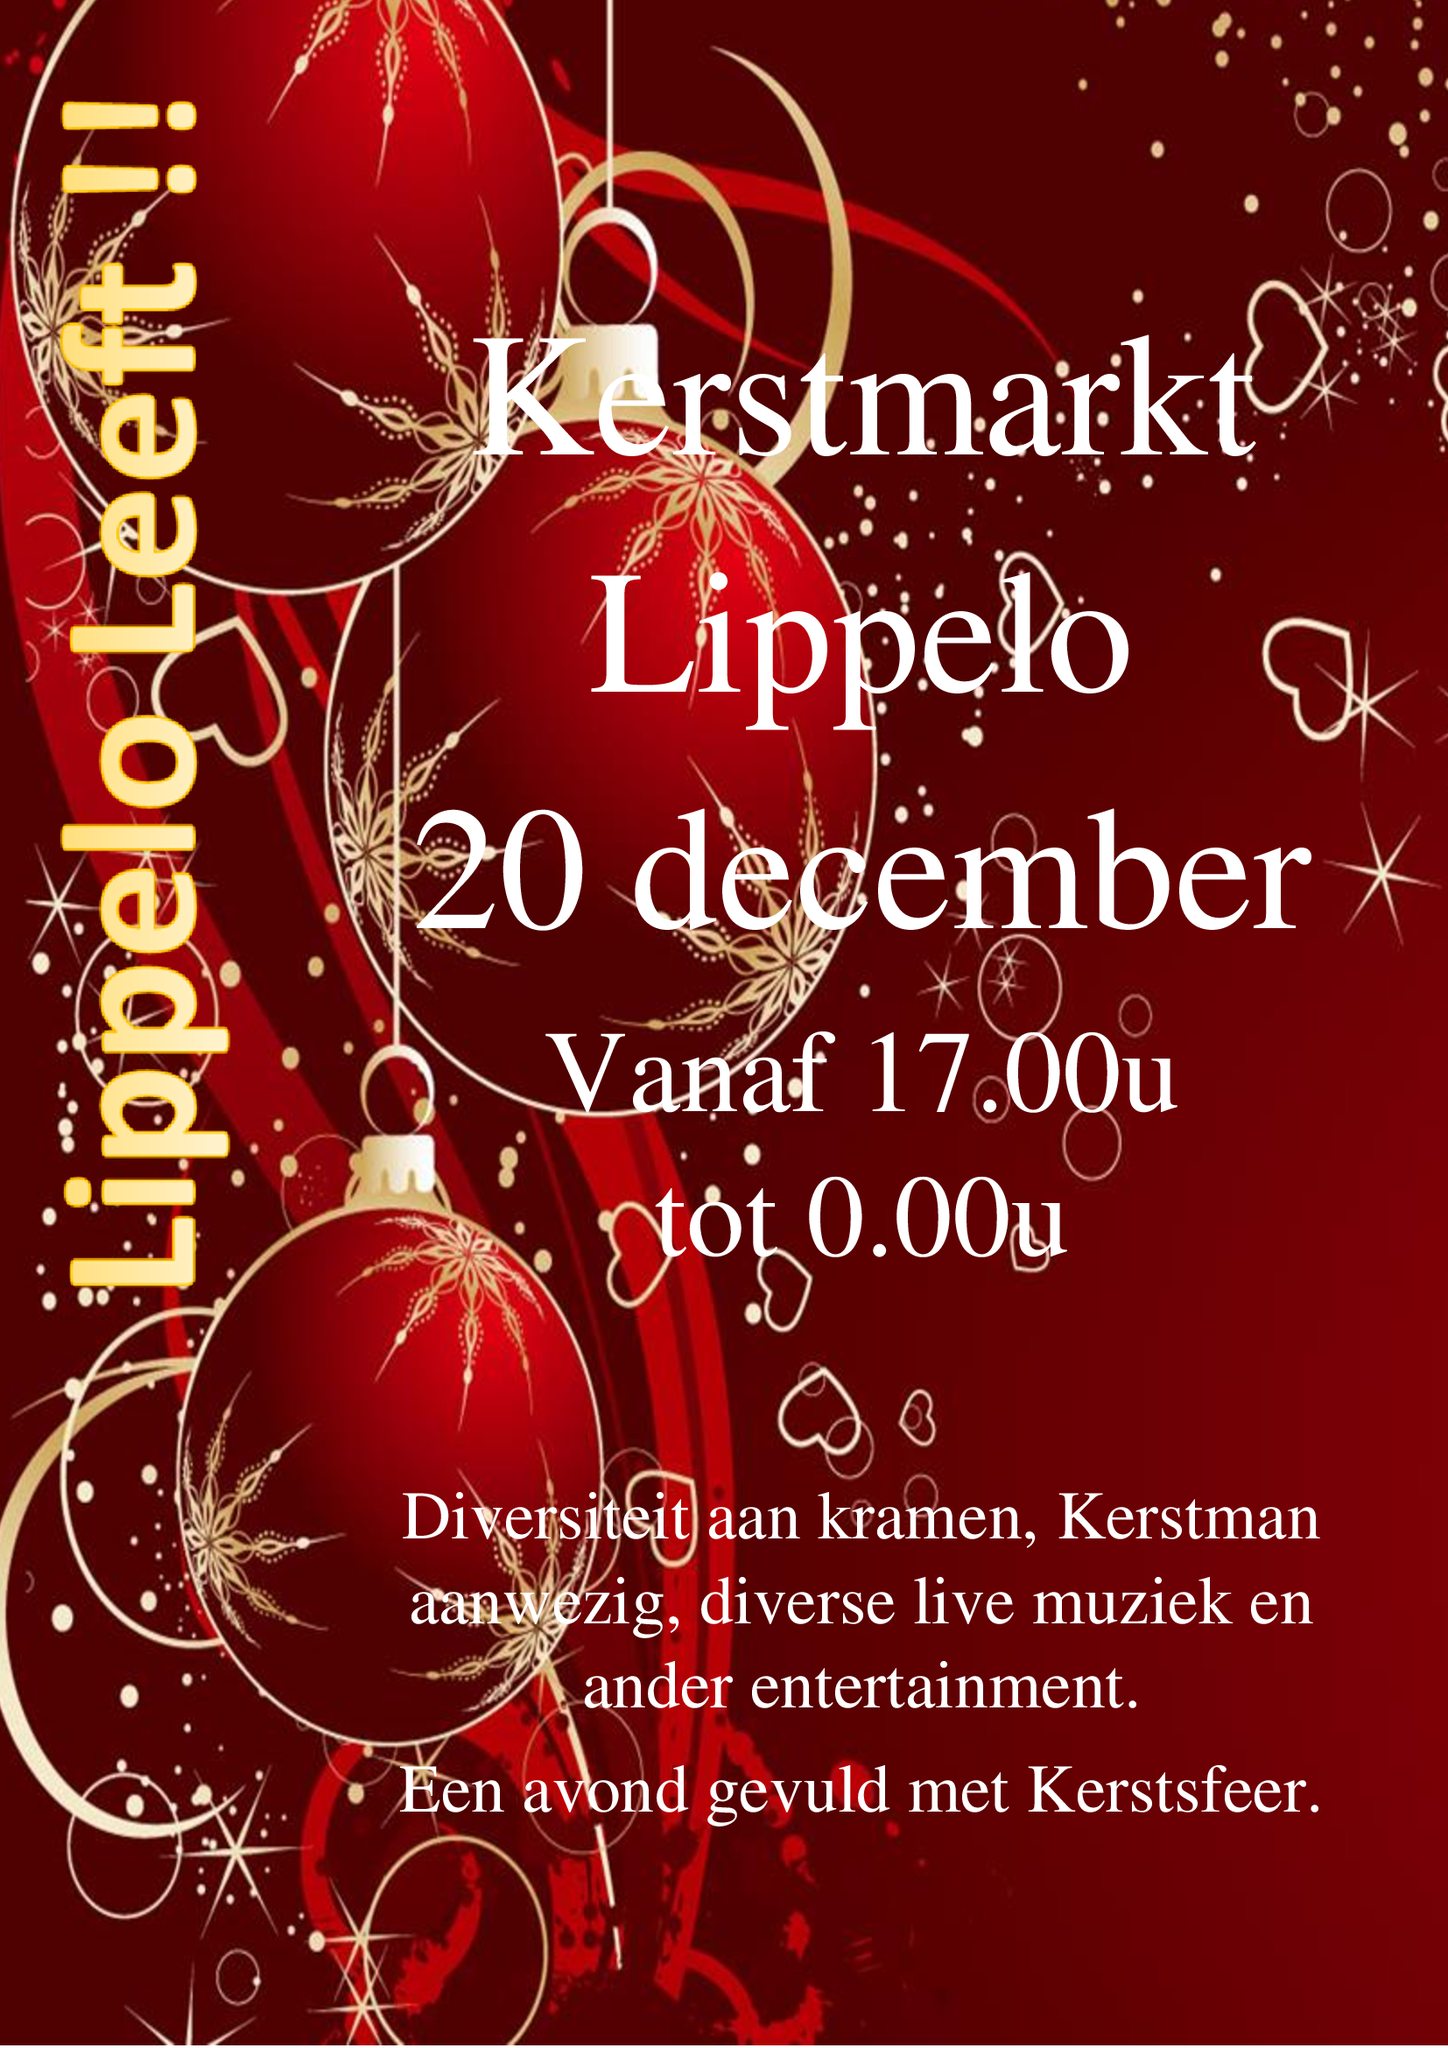 Lippelo Leeft !!
Kerstmarkt
Lippelo
20 december
Vanaf 17.00u
tot 0.00u
Diversiteit aan kramen, Kerstman
aanwezig, diverse live muziek en
ander entertainment.
Een avond gevuld met Kerstsfeer.